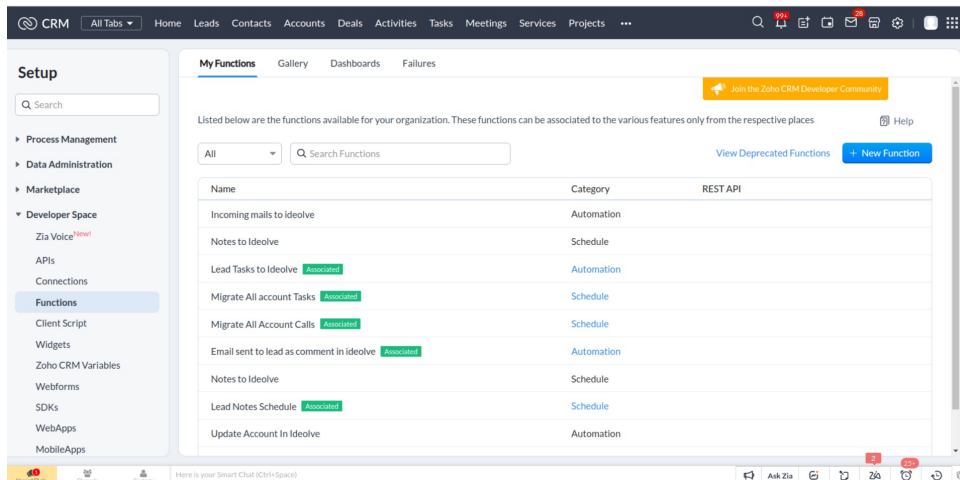 CRM All Tabs Home Leads Contacts Accounts Deals Activities Tasks Meetings Services Projects ••• 99+ 28
Setup
Search
Process Management
Data Administration
Marketplace
Developer Space
Zia Voice New!
APIs
Connections
Functions
Client Script
Widgets
Zoho CRM Variables
Webforms
SDKs
WebApps
MobileApps
My Functions Gallery Dashboards Failures
Join the Zoho CRM Developer Community
Listed below are the functions available for your organization. These functions can be associated to the various features only from the respective places Help
All Search Functions View Deprecated Functions + New Function
Name Category REST API
Incoming mails to ideolve Automation
Notes to Ideolve Schedule
Lead Tasks to Ideolve Associated Automation
Migrate All account Tasks Associated Schedule
Migrate All Account Calls Associated Schedule
Email sent to lead as comment in ideolve Associated Automation
Notes to Ideolve Schedule
Lead Notes Schedule Associated Schedule
Update Account In Ideolve Automation
Here is your Smart Chat (Ctrl+Space) Ask Zia 2 25+